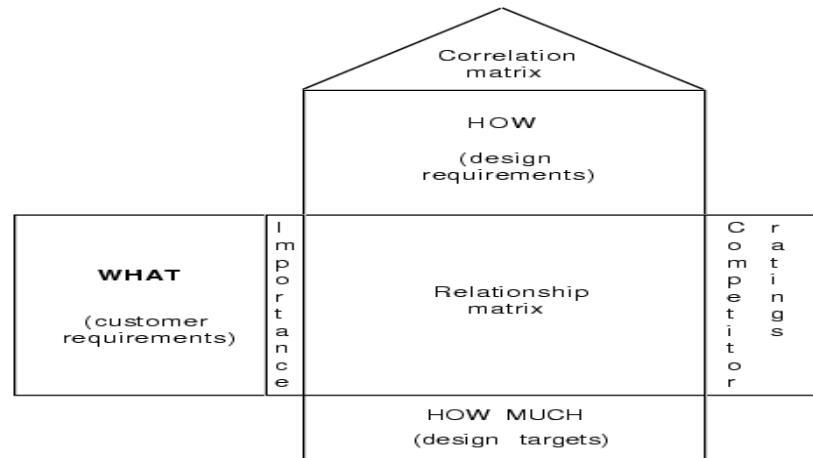 Correlation
matrix
HOW
(design
requirements)
WHAT
(customer
requirements)
Importance
Relationship
matrix
Competitor
ratings
HOW MUCH
(design targets)